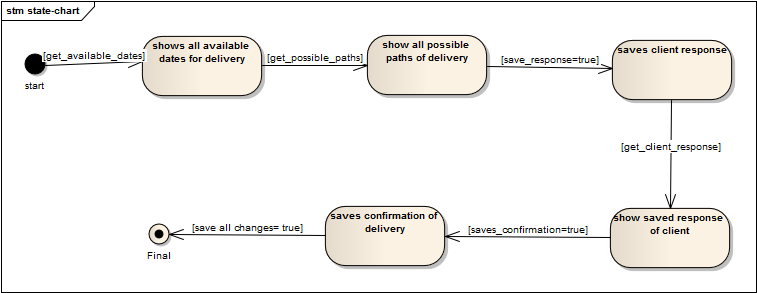 stm state-chart
[get_available_dates]
shows all available
dates for delivery
[get_possible_paths]
show all possible
paths of delivery
[save_response=true]
saves client response
start
[get_client_response]
show saved response
of client
[saves_confirmation=true]
saves confirmation of
delivery
[save all changes= true]
Final